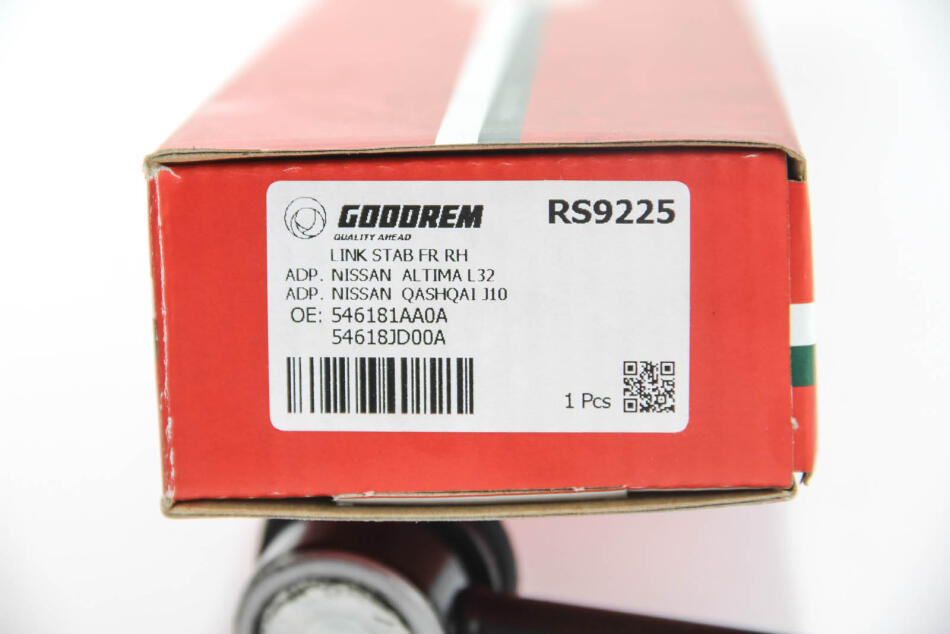 GOODREM
QUALITY AHEAD
RS9225
LINK STAB FR RH
ADP. NISSAN ALTIMA L32
ADP. NISSAN QASHQAI J10
OE: 546181AA0A
54618JD00A
1 Pcs